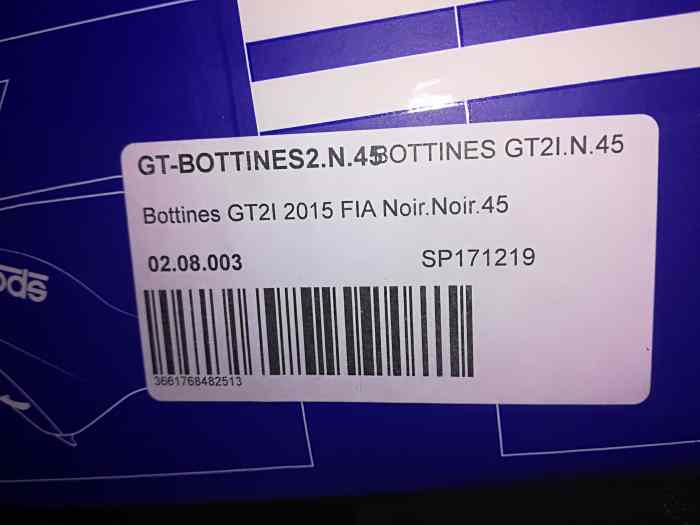 GT-BOTTINES2.N.45BOTTINES GT2I.N.45
Bottines GT2I 2015 FIA Noir.Noir.45
02.08.003 SP171219
3661768482513